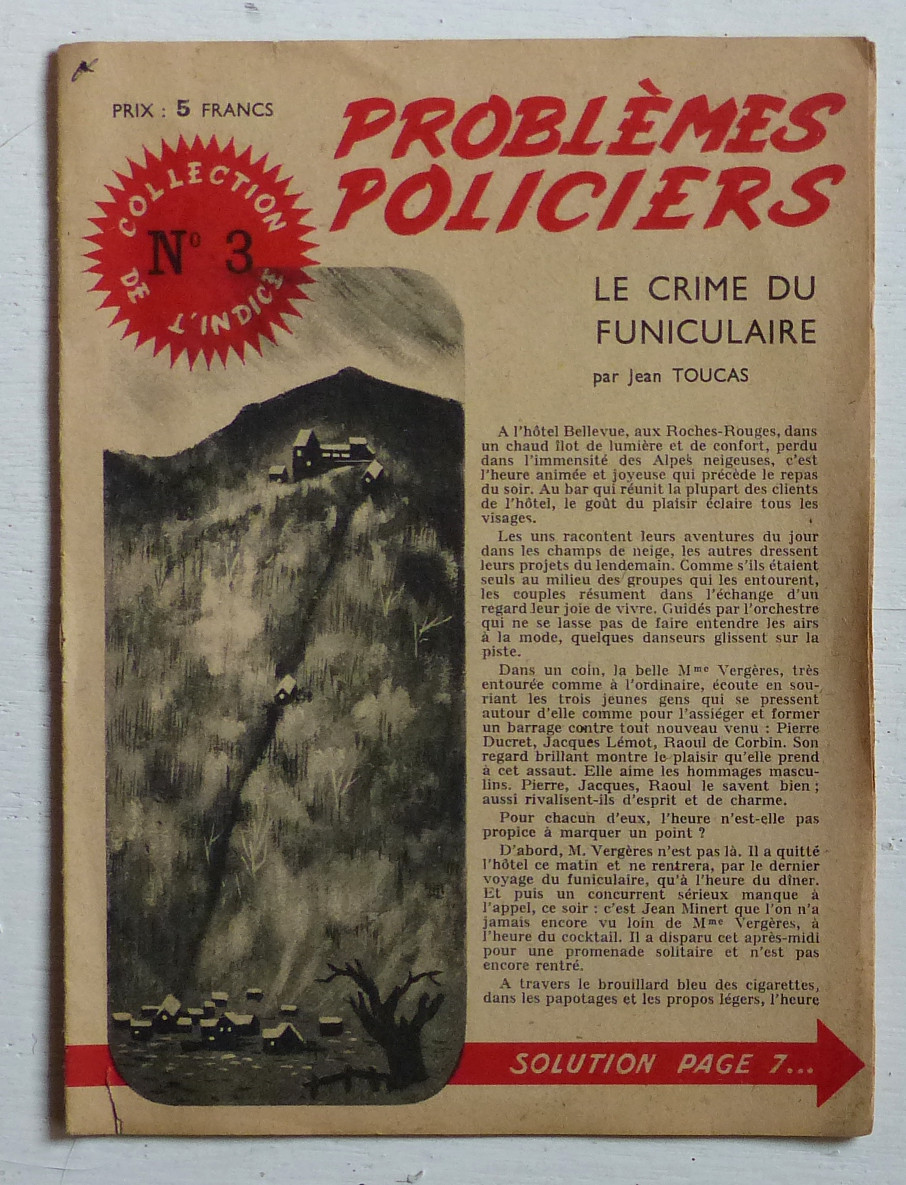 PRIX : 5 FRANCS
PROBLÈMES
POLICIERS
COLLECTION
DE L'INDICE
Nº 3
LE CRIME DU
FUNICULAIRE
par Jean TOUCAS
A l'hôtel Bellevue, aux Roches-Rouges, dans
un chaud îlot de lumière et de confort, perdu
dans l'immensité des Alpes neigeuses, c'est
l'heure animée et joyeuse qui précède le repas
du soir. Au bar qui réunit la plupart des clients
de l'hôtel, le goût du plaisir éclaire tous les
visages.
Les uns racontent leurs aventures du jour
dans les champs de neige, les autres dressent
leurs projets du lendemain. Comme s'ils étaient
seuls au milieu des groupes qui les entourent,
les couples résument dans l'échange d'un
regard leur joie de vivre. Guidés par l'orchestre
qui ne se lasse pas de faire entendre les airs
à la mode, quelques danseurs glissent sur la
piste.
Dans un coin, la belle Mme Vergères, très
entourée comme à l'ordinaire, écoute en sou-
riant les trois jeunes gens qui se pressent
autour d'elle comme pour l'assiéger et former
un barrage contre tout nouveau venu : Pierre
Ducret, Jacques Lémot, Raoul de Corbin. Son
regard brillant montre le plaisir qu'elle prend
à cet assaut. Elle aime les hommages mascu-
lins. Pierre, Jacques, Raoul le savent bien ;
aussi rivalisent-ils d'esprit et de charme.
Pour chacun d'eux, l'heure n'est-elle pas
propice à marquer un point ?
D'abord, M. Vergères n'est pas là. Il a quitté
l'hôtel ce matin et ne rentrera, par le dernier
voyage du funiculaire, qu'à l'heure du dîner.
Et puis un concurrent sérieux manque à
l'appel, ce soir : c'est Jean Minert que l'on n'a
jamais encore vu loin de Mme Vergères, à
l'heure du cocktail. Il a disparu cet après-midi
pour une promenade solitaire et n'est pas
encore rentré.
A travers le brouillard bleu des cigarettes,
dans les papotages et les propos légers, l'heure
SOLUTION PAGE 7...